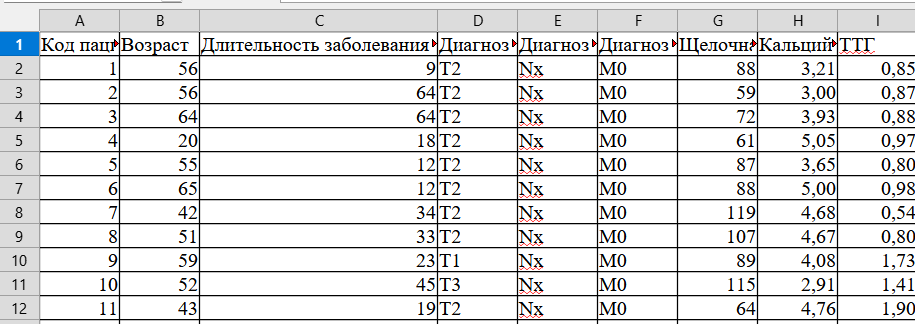 A B C D E F G H I
1 Код паци Возраст Длительность заболевания Диагноз Диагноз Диагноз Щелочна Кальций ТТГ
2 1 56 9 T2 Nx M0 88 3,21 0,85
3 2 56 64 T2 Nx M0 59 3,00 0,87
4 3 64 64 T2 Nx M0 72 3,93 0,88
5 4 20 18 T2 Nx M0 61 5,05 0,97
6 5 55 12 T2 Nx M0 87 3,65 0,80
7 6 65 12 T2 Nx M0 88 5,00 0,98
8 7 42 34 T2 Nx M0 119 4,68 0,54
9 8 51 33 T2 Nx M0 107 4,67 0,80
10 9 59 23 T1 Nx M0 89 4,08 1,73
11 10 52 45 T3 Nx M0 115 2,91 1,41
12 11 43 19 T2 Nx M0 64 4,76 1,90